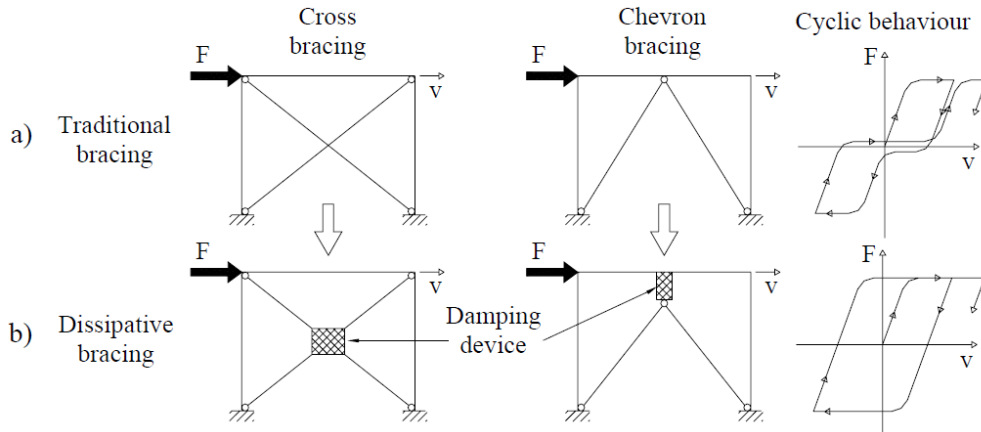 Cross
bracing
Chevron
bracing
Cyclic behaviour
F
F
F
v
v
v
a)
Traditional
bracing
F
F
F
v
v
v
b)
Dissipative
bracing
Damping
device